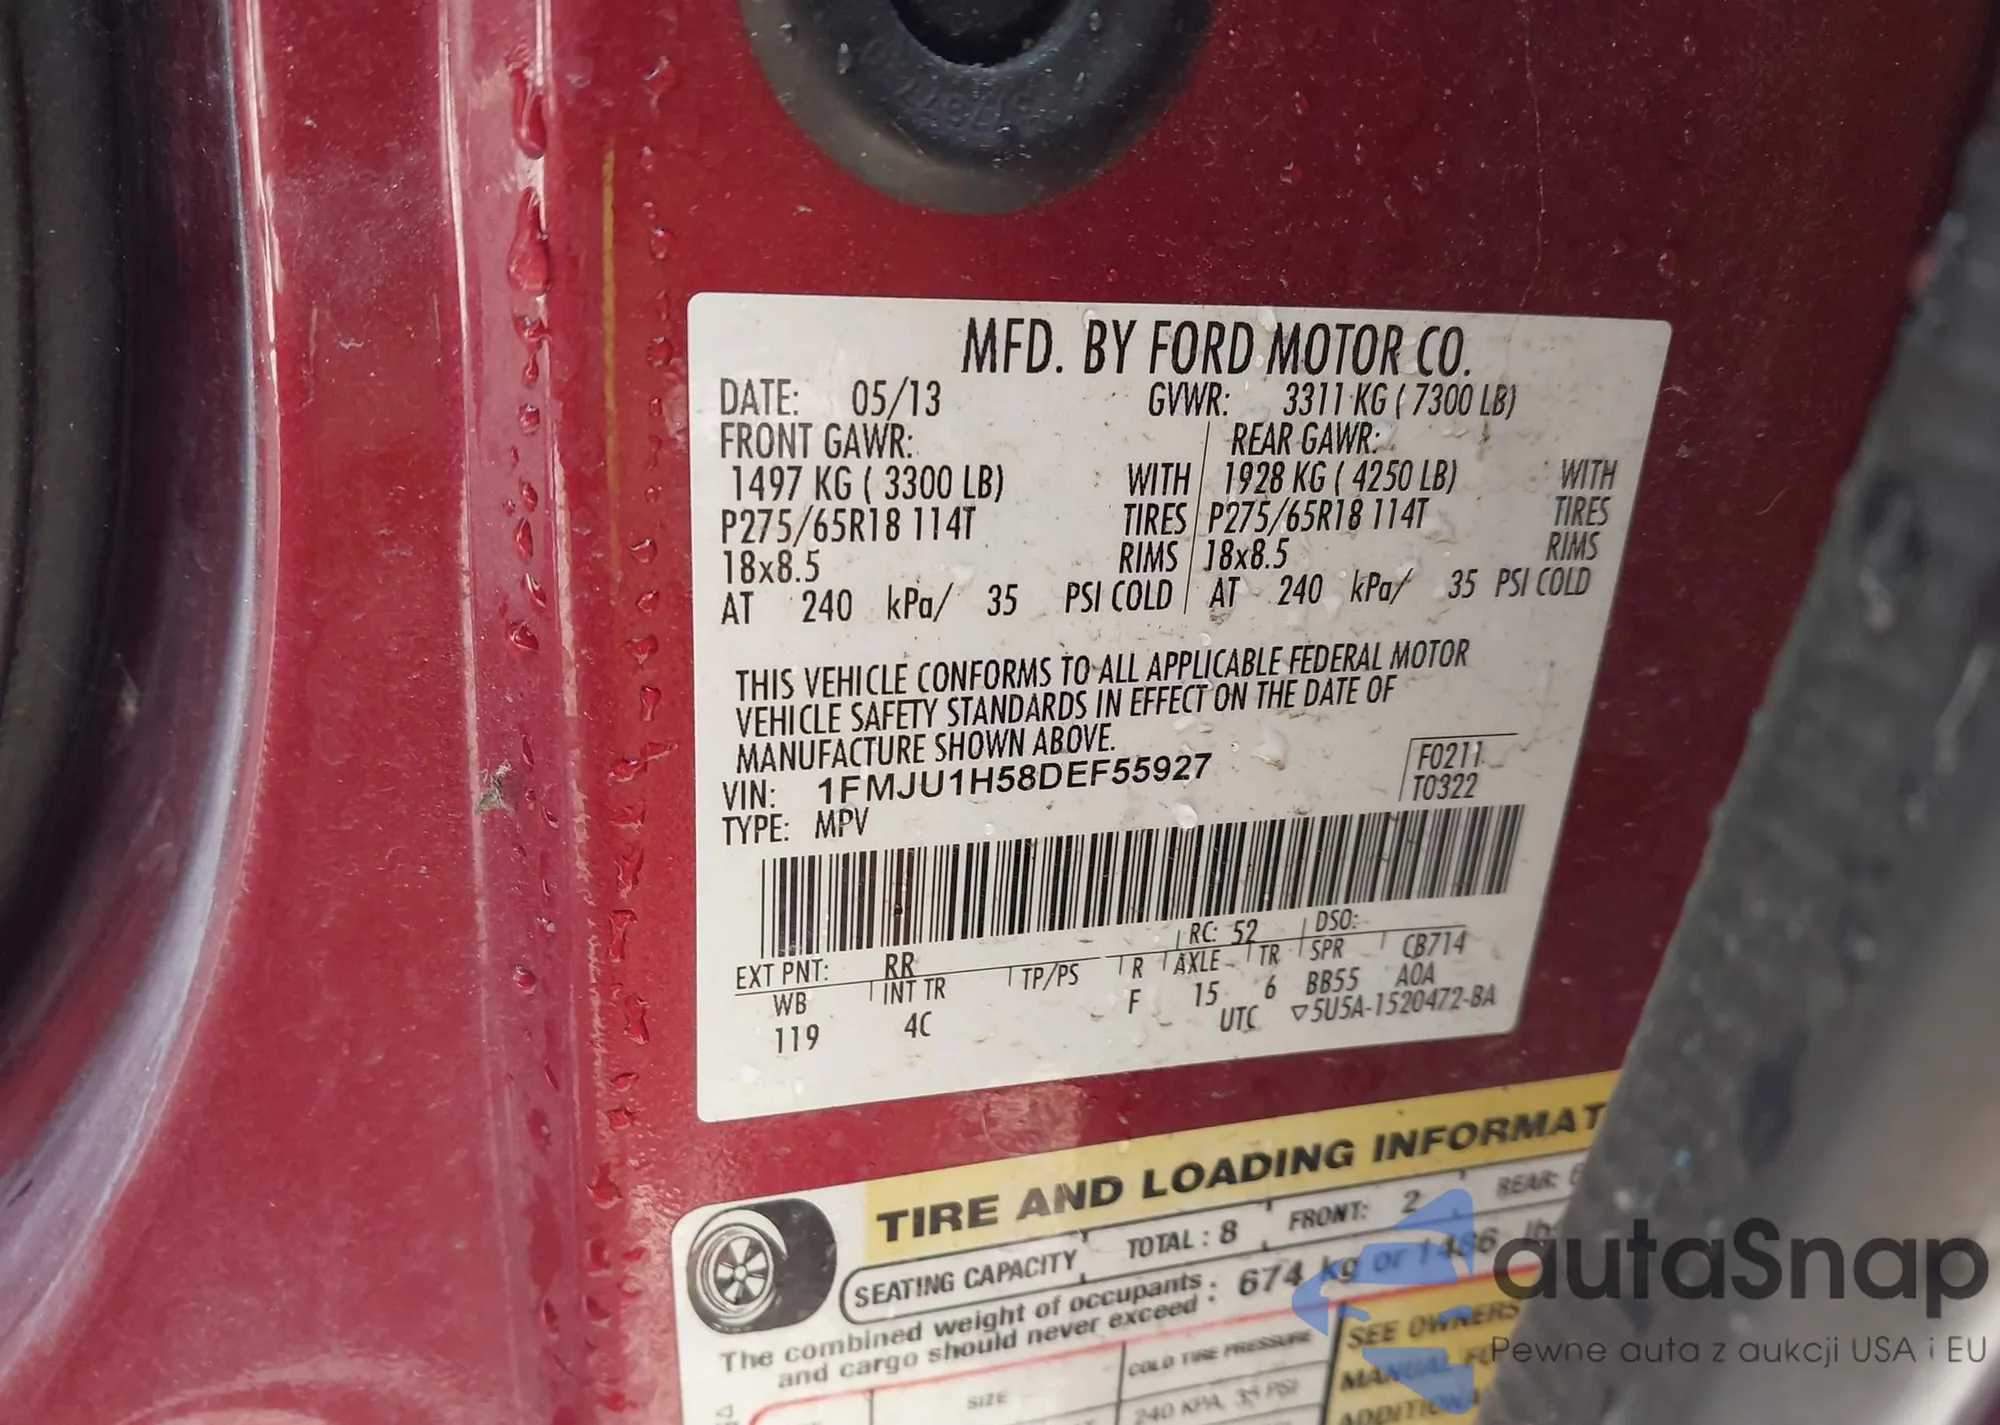 MFD. BY FORD MOTOR CO.
DATE: 05/13 GVWR: 3311 KG ( 7300 LB)
FRONT GAWR: REAR GAWR:
1497 KG ( 3300 LB) WITH 1928 KG ( 4250 LB) WITH
P275/65R18 114T TIRES P275/65R18 114T TIRES
18x8.5 RIMS 18x8.5 RIMS
AT 240 kPa/ 35 PSI COLD AT 240 kPa/ 35 PSI COLD
THIS VEHICLE CONFORMS TO ALL APPLICABLE FEDERAL MOTOR
VEHICLE SAFETY STANDARDS IN EFFECT ON THE DATE OF
MANUFACTURE SHOWN ABOVE.
VIN: 1FMJU1H58DEF55927
F0211
T0322
TYPE: MPV
EXT PNT: RR RC: 52 DSO: CB714
WB INT TR TP/PS R AXLE TR SPR A0A
119 4C F 15 6 BB55
UTC ▽5U5A-1520472-BA
TIRE AND LOADING INFORMAT
SEATING CAPACITY TOTAL : 8 FRONT: 2 REAR:
The combined weight of occupants
and cargo should never exceed : 674 kg or 1486 lb
SIZE COLD TIRE PRESSURE SEE OWNERS
240 KPA, 35 PSI MANUAL
autaSnap
Pewne auta z aukcji USA i EU